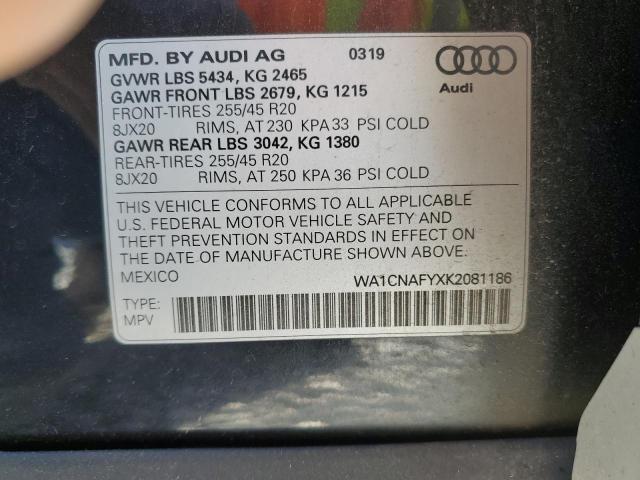 MFD. BY AUDI AG 0319
GVWR LBS 5434, KG 2465
GAWR FRONT LBS 2679, KG 1215
FRONT-TIRES 255/45 R20
8JX20 RIMS, AT 230 KPA 33 PSI COLD
GAWR REAR LBS 3042, KG 1380
REAR-TIRES 255/45 R20
8JX20 RIMS, AT 250 KPA 36 PSI COLD
Audi
THIS VEHICLE CONFORMS TO ALL APPLICABLE
U.S. FEDERAL MOTOR VEHICLE SAFETY AND
THEFT PREVENTION STANDARDS IN EFFECT ON
THE DATE OF MANUFACTURE SHOWN ABOVE.
MEXICO WA1CNAFYXK2081186
TYPE:
MPV